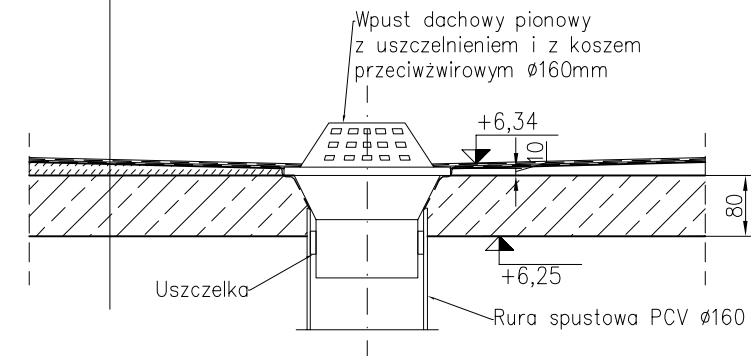 Wpust dachowy pionowy
z uszczelnieniem i z koszem
przeciwżwirowym ø160mm
+6,34
10
80
+6,25
Uszczelka
Rura spustowa PCV ø160